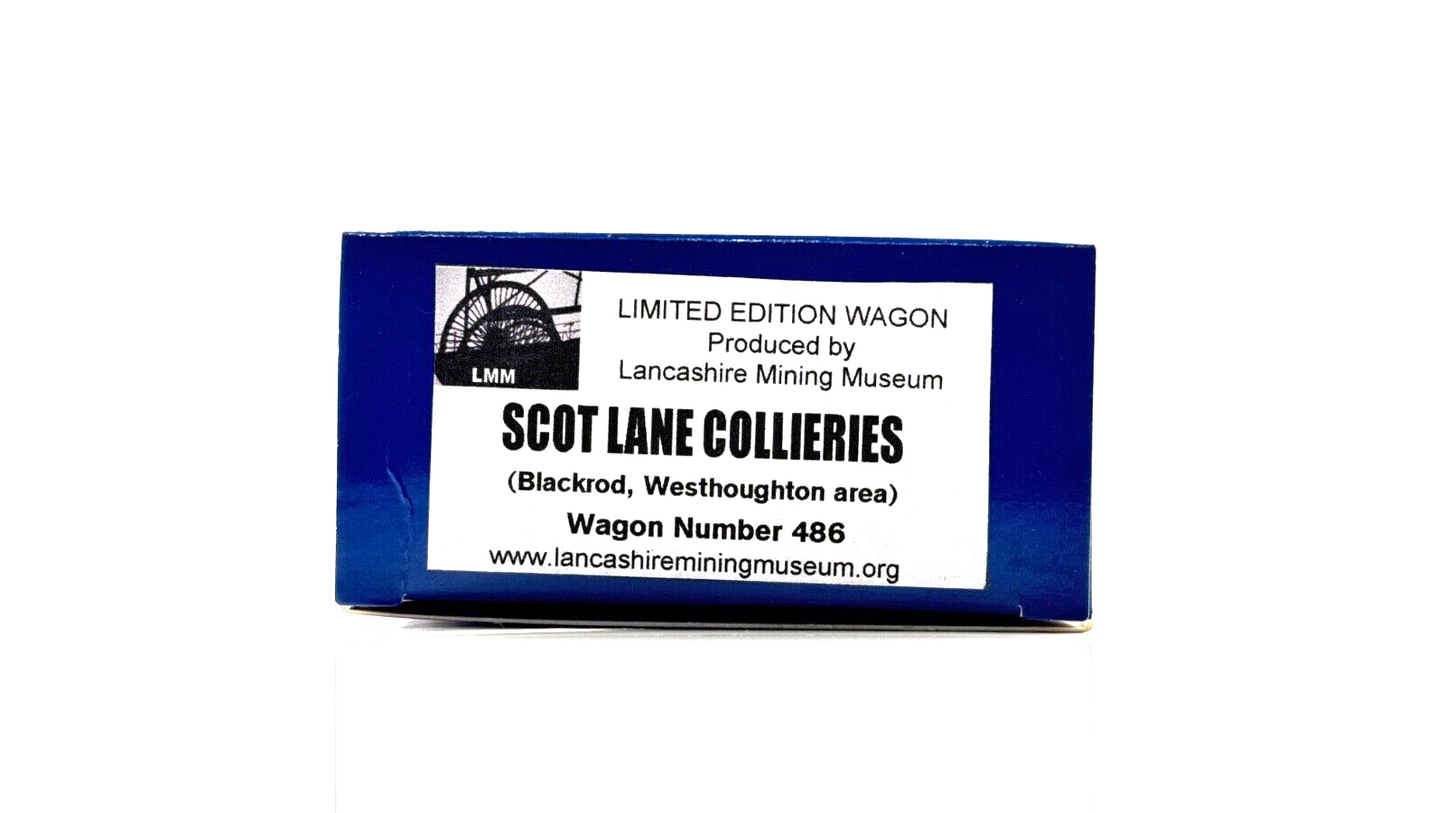 LMM
LIMITED EDITION WAGON
Produced by
Lancashire Mining Museum
SCOT LANE COLLIERIES
(Blackrod, Westhoughton area)
Wagon Number 486
www.lancashireminingmuseum.org